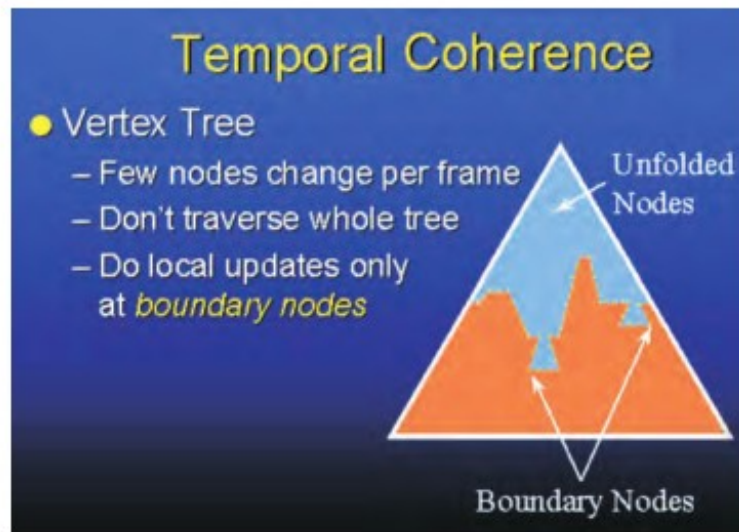 Temporal Coherence
● Vertex Tree
– Few nodes change per frame
– Don't traverse whole tree
– Do local updates only
at boundary nodes
Unfolded
Nodes
Boundary Nodes